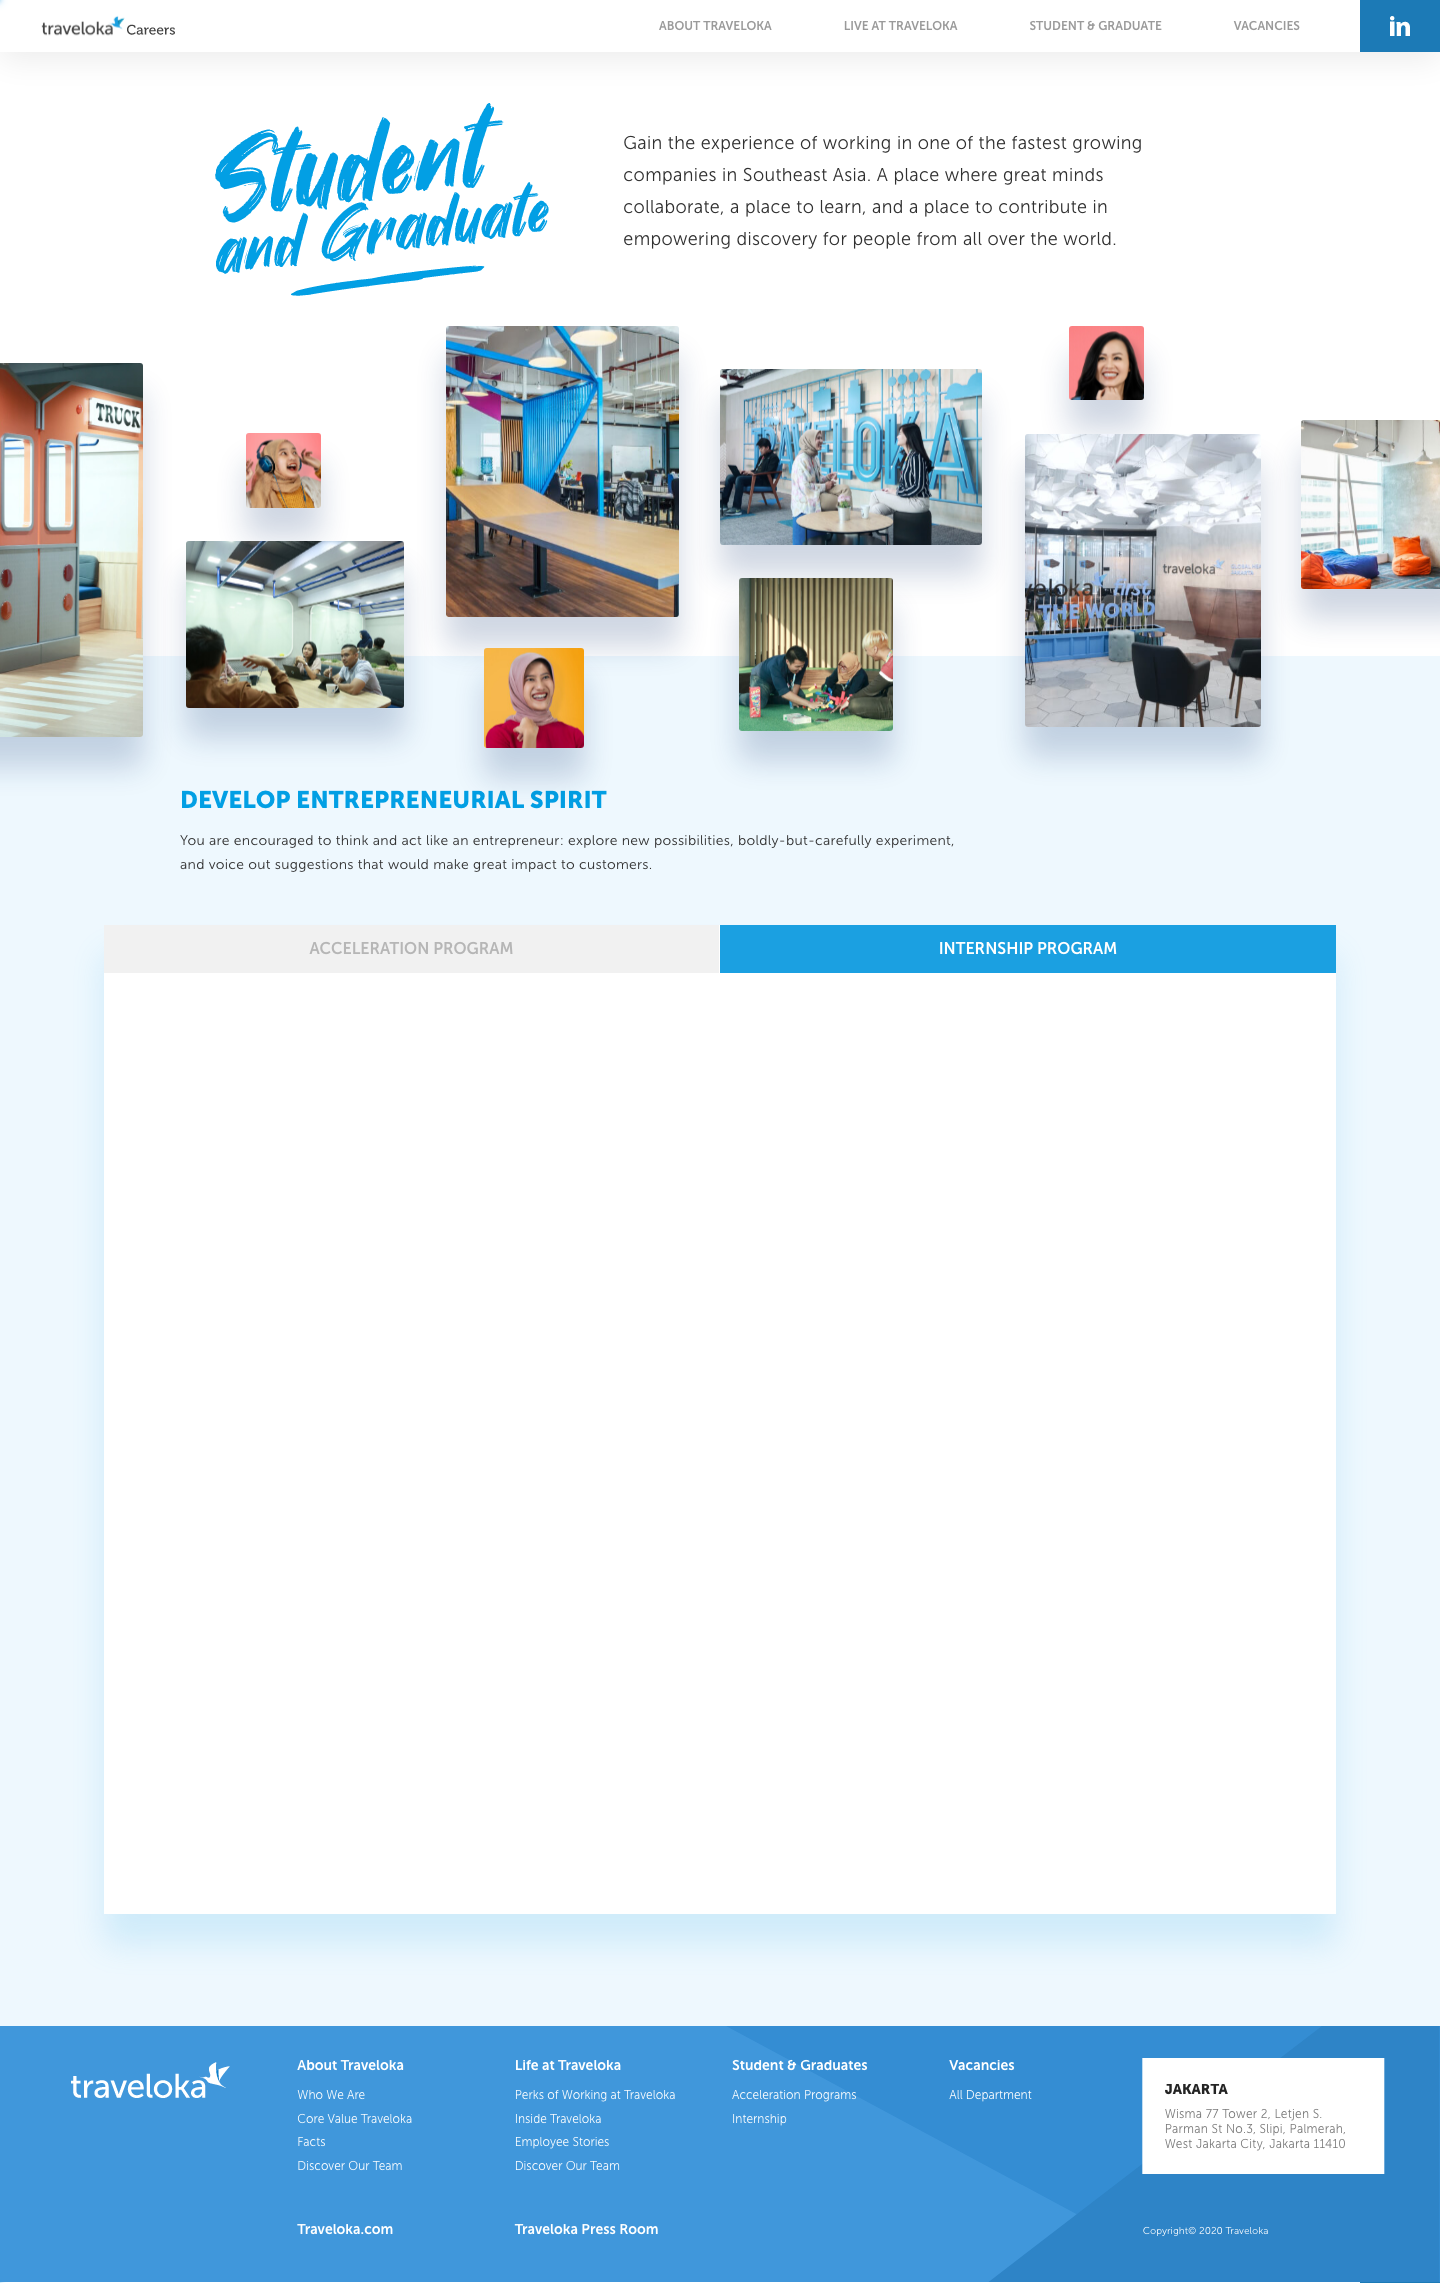 traveloka Careers
ABOUT TRAVELOKA
LIVE AT TRAVELOKA
STUDENT & GRADUATE
VACANCIES
in
Student
and Graduate
Gain the experience of working in one of the fastest growing
companies in Southeast Asia. A place where great minds
collaborate, a place to learn, and a place to contribute in
empowering discovery for people from all over the world.
TRUCK
TRAVELOKA
traveloka
veloka first
THE WORLD
DEVELOP ENTREPRENEURIAL SPIRIT
You are encouraged to think and act like an entrepreneur: explore new possibilities, boldly-but-carefully experiment,
and voice out suggestions that would make great impact to customers.
ACCELERATION PROGRAM
INTERNSHIP PROGRAM
traveloka
About Traveloka
Who We Are
Core Value Traveloka
Facts
Discover Our Team
Traveloka.com
Life at Traveloka
Perks of Working at Traveloka
Inside Traveloka
Employee Stories
Discover Our Team
Traveloka Press Room
Student & Graduates
Acceleration Programs
Internship
Vacancies
All Department
JAKARTA
Wisma 77 Tower 2, Letjen S.
Parman St No.3, Slipi, Palmerah,
West Jakarta City, Jakarta 11410
Copyright© 2020 Traveloka